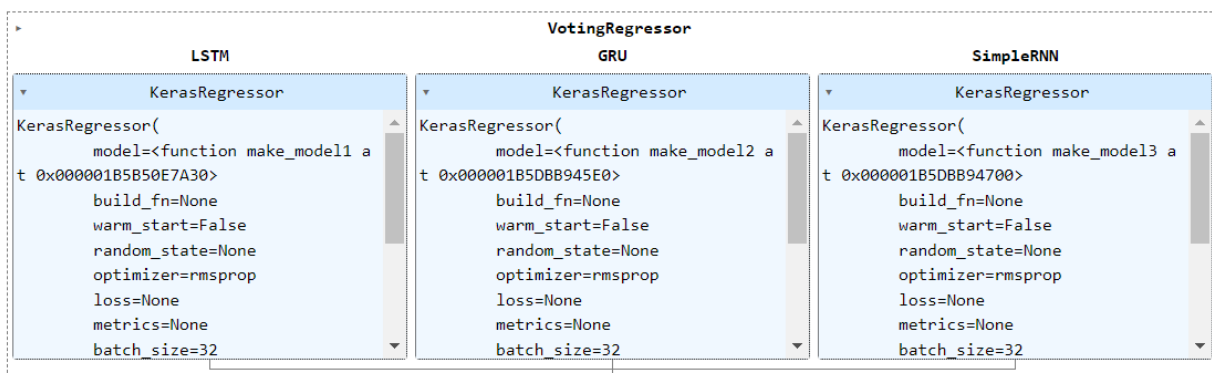 VotingRegressor
LSTM
KerasRegressor
KerasRegressor(
model=<function make_model1 a
t 0x000001B5B50E7A30>
build_fn=None
warm_start=False
random_state=None
optimizer=rmsprop
loss=None
metrics=None
batch_size=32
GRU
KerasRegressor
KerasRegressor(
model=<function make_model2 a
t 0x000001B5DBB945E0>
build_fn=None
warm_start=False
random_state=None
optimizer=rmsprop
loss=None
metrics=None
batch_size=32
SimpleRNN
KerasRegressor
KerasRegressor(
model=<function make_model3 a
t 0x000001B5DBB94700>
build_fn=None
warm_start=False
random_state=None
optimizer=rmsprop
loss=None
metrics=None
batch_size=32